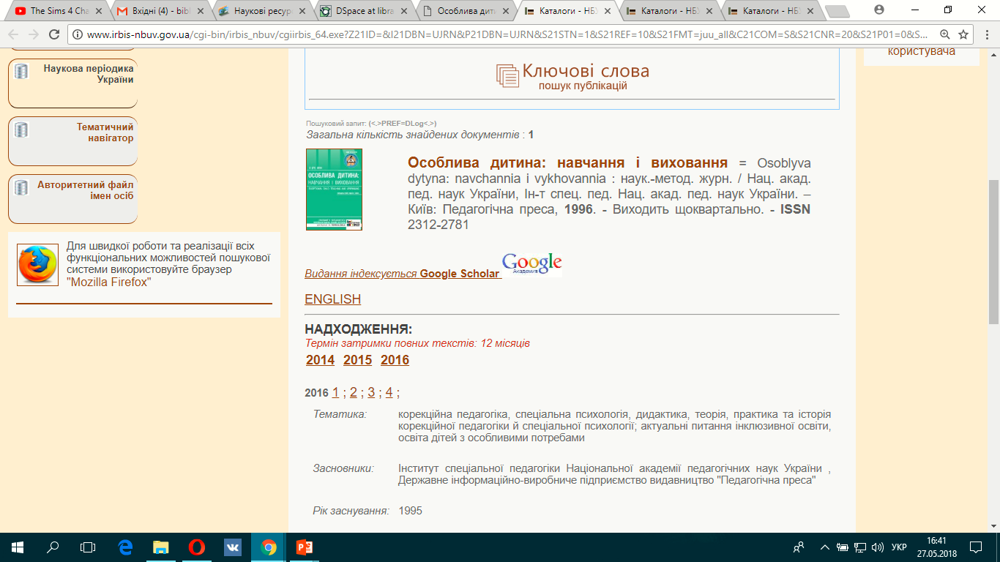 The Sims 4 Cha
Вхідні (4) - bibl
Наукові ресур
DSpace at libra
Особлива дити
Каталоги - НБУ
Каталоги - НБУ
Каталоги - НБУ
www.irbis-nbuv.gov.ua/cgi-bin/irbis_nbuv/cgiirbis_64.exe?Z21ID=&I21DBN=UJRN&P21DBN=UJRN&S21STN=1&S21REF=10&S21FMT=juu_all&C21COM=S&S21CNR=20&S21P01=0&S...
Наукова періодика
України
Тематичний
навігатор
Авторитетний файл
імен осіб
Для швидкої роботи та реалізації всіх
функціональних можливостей пошукової
системи використовуйте браузер
"Mozilla Firefox"
користувача
Ключові слова
пошук публікацій
Пошуковий запит: (<.>PREF=DLog<.>)
Загальна кількість знайдених документів : 1
ОСОБЛИВА ДИТИНА:
НАВЧАННЯ І ВИХОВАННЯ
Особлива дитина: навчання і виховання = Osoblyva
dytyna: navchannia i vykhovannia : наук.-метод. журн. / Нац. акад.
пед. наук України, Ін-т спец. пед. Нац. акад. пед. наук України. –
Київ: Педагогічна преса, 1996. - Виходить щоквартально. - ISSN
2312-2781
Видання індексується Google Scholar Google
Академия
ENGLISH
НАДХОДЖЕННЯ:
Термін затримки повних текстів: 12 місяців
2014 2015 2016
2016 1 ; 2 ; 3 ; 4 ;
Тематика: корекційна педагогіка, спеціальна психологія, дидактика, теорія, практика та історія
корекційної педагогіки й спеціальної психології; актуальні питання інклюзивної освіти,
освіта дітей з особливими потребами
Засновники: Інститут спеціальної педагогіки Національної академії педагогічних наук України ,
Державне інформаційно-виробниче підприємство видавництво "Педагогічна преса"
Рік заснування: 1995
УКР
16:41
27.05.2018